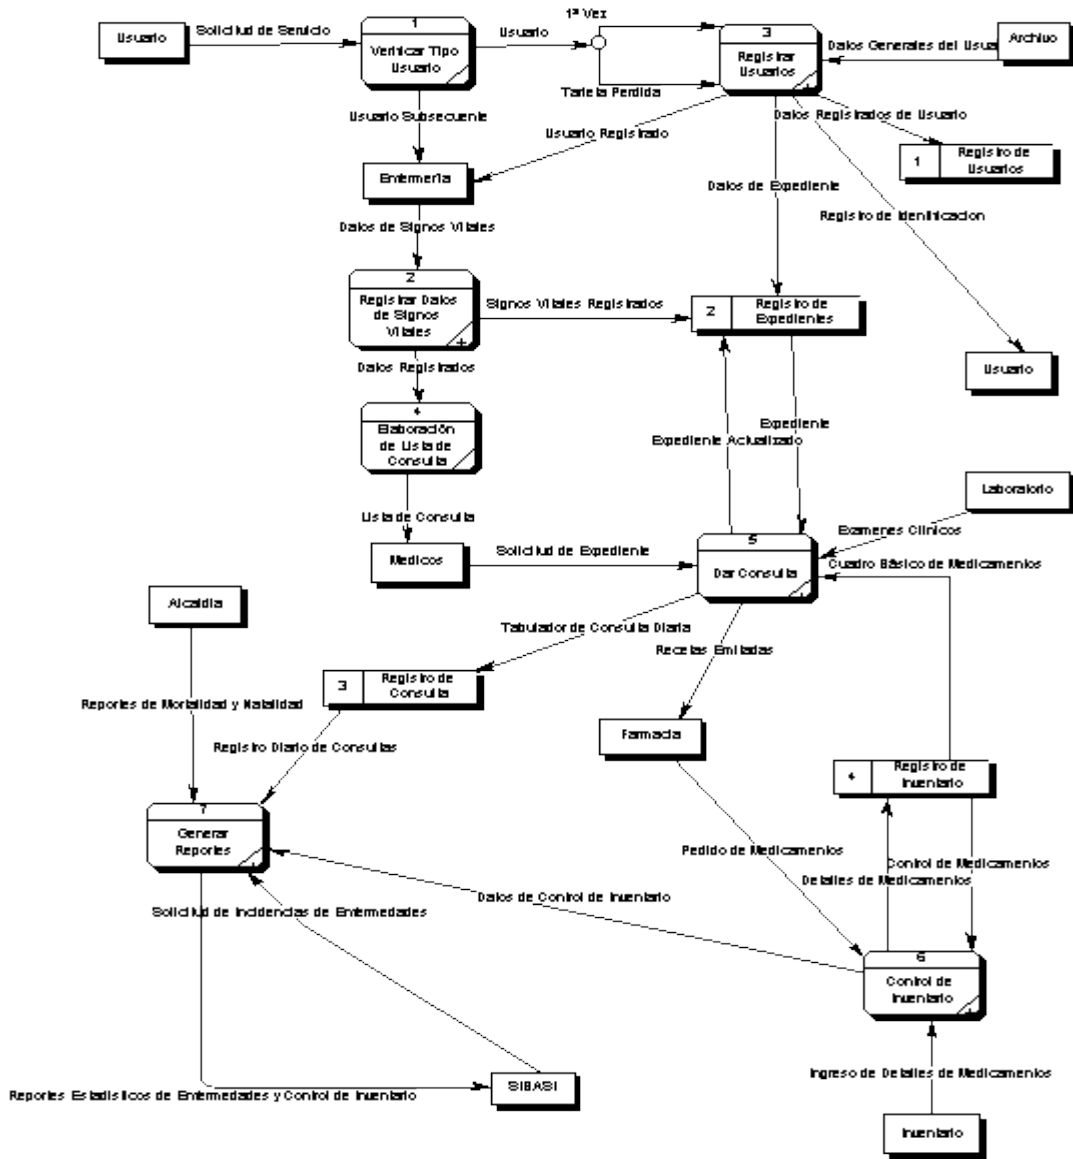 1ª Vez
1
3
Usuario
Solicitud de Servicio
Verificar Tipo
Usuario
Usuario
Registrar
Usuarios
Datos Generales del Usua
Archivo
Tarjeta Perdida
Usuario Subsecuente
Usuario Registrado
Datos Registrados de Usuario
1
Registro de
Usuarios
Enfermería
Datos de Expediente
Datos de Signos Vitales
Registro de Identificacion
2
Registrar Datos
de Signos
Vitales
Signos Vitales Registrados
2
Registro de
Expedientes
Datos Registrados
Usuario
4
Elaboración
de Lista de
Consulta
Expediente
Expediente Actualizado
Laboratorio
Lista de Consulta
Examenes Clínicos
Medicos
Solicitud de Expediente
5
Dar Consulta
Cuadro Básico de Medicamentos
Alcaldía
Tabulador de Consulta Diaria
Recetas Emitadas
3
Registro de
Consulta
Reportes de Mortalidad y Natalidad
Farmacia
Registro Diario de Consultas
4
Registro de
Inventario
7
Generar
Reportes
Pedido de Medicamentos
Control de Medicamentos
Detalles de Medicamentos
Datos de Control de Inventario
Solicitud de Incidencias de Enfermedades
6
Control de
Inventario
SIBASI
Reportes Estadísticos de Enfermedades y Control de Inventario
Ingreso de Detalles de Medicamentos
Inventario